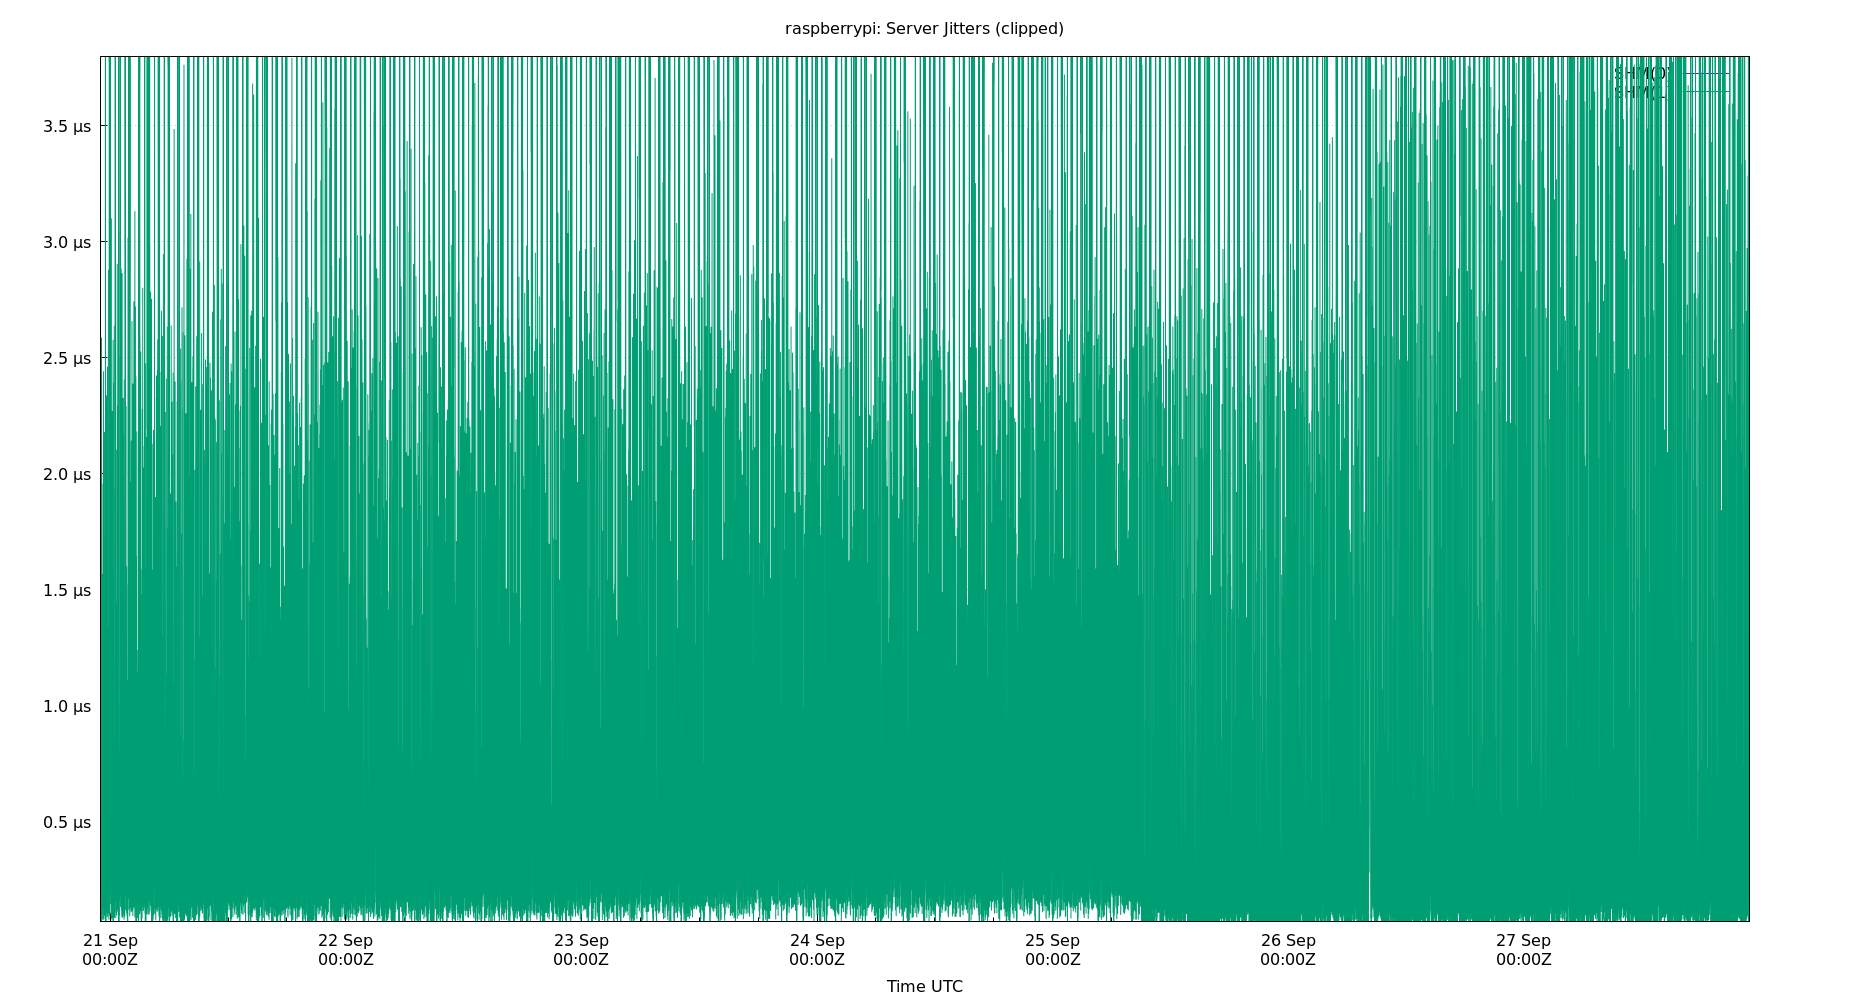 raspberrypi: Server Jitters (clipped)
SHM(0)
3.5 µs
3.0 µs
2.5 µs
2.0 µs
1.5 µs
1.0 µs
0.5 µs
21 Sep 22 Sep 23 Sep 24 Sep 25 Sep 26 Sep 27 Sep
00:00Z 00:00Z 00:00Z 00:00Z 00:00Z 00:00Z 00:00Z
Time UTC